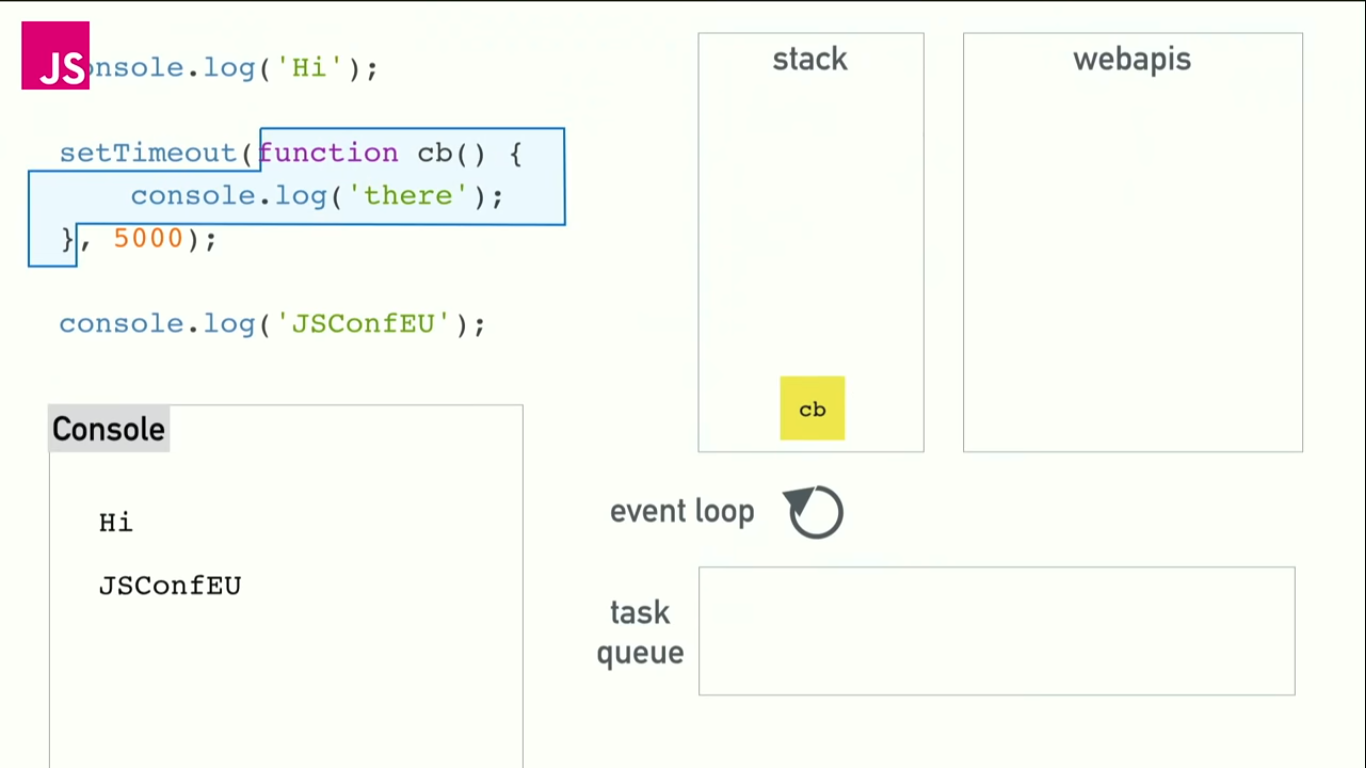 JS
onsole.log('Hi');
setTimeout(function cb() {
console.log('there');
}, 5000);
console.log('JSConfEU');
Console
Hi
JSConfEU
stack
cb
webapis
event loop
task
queue